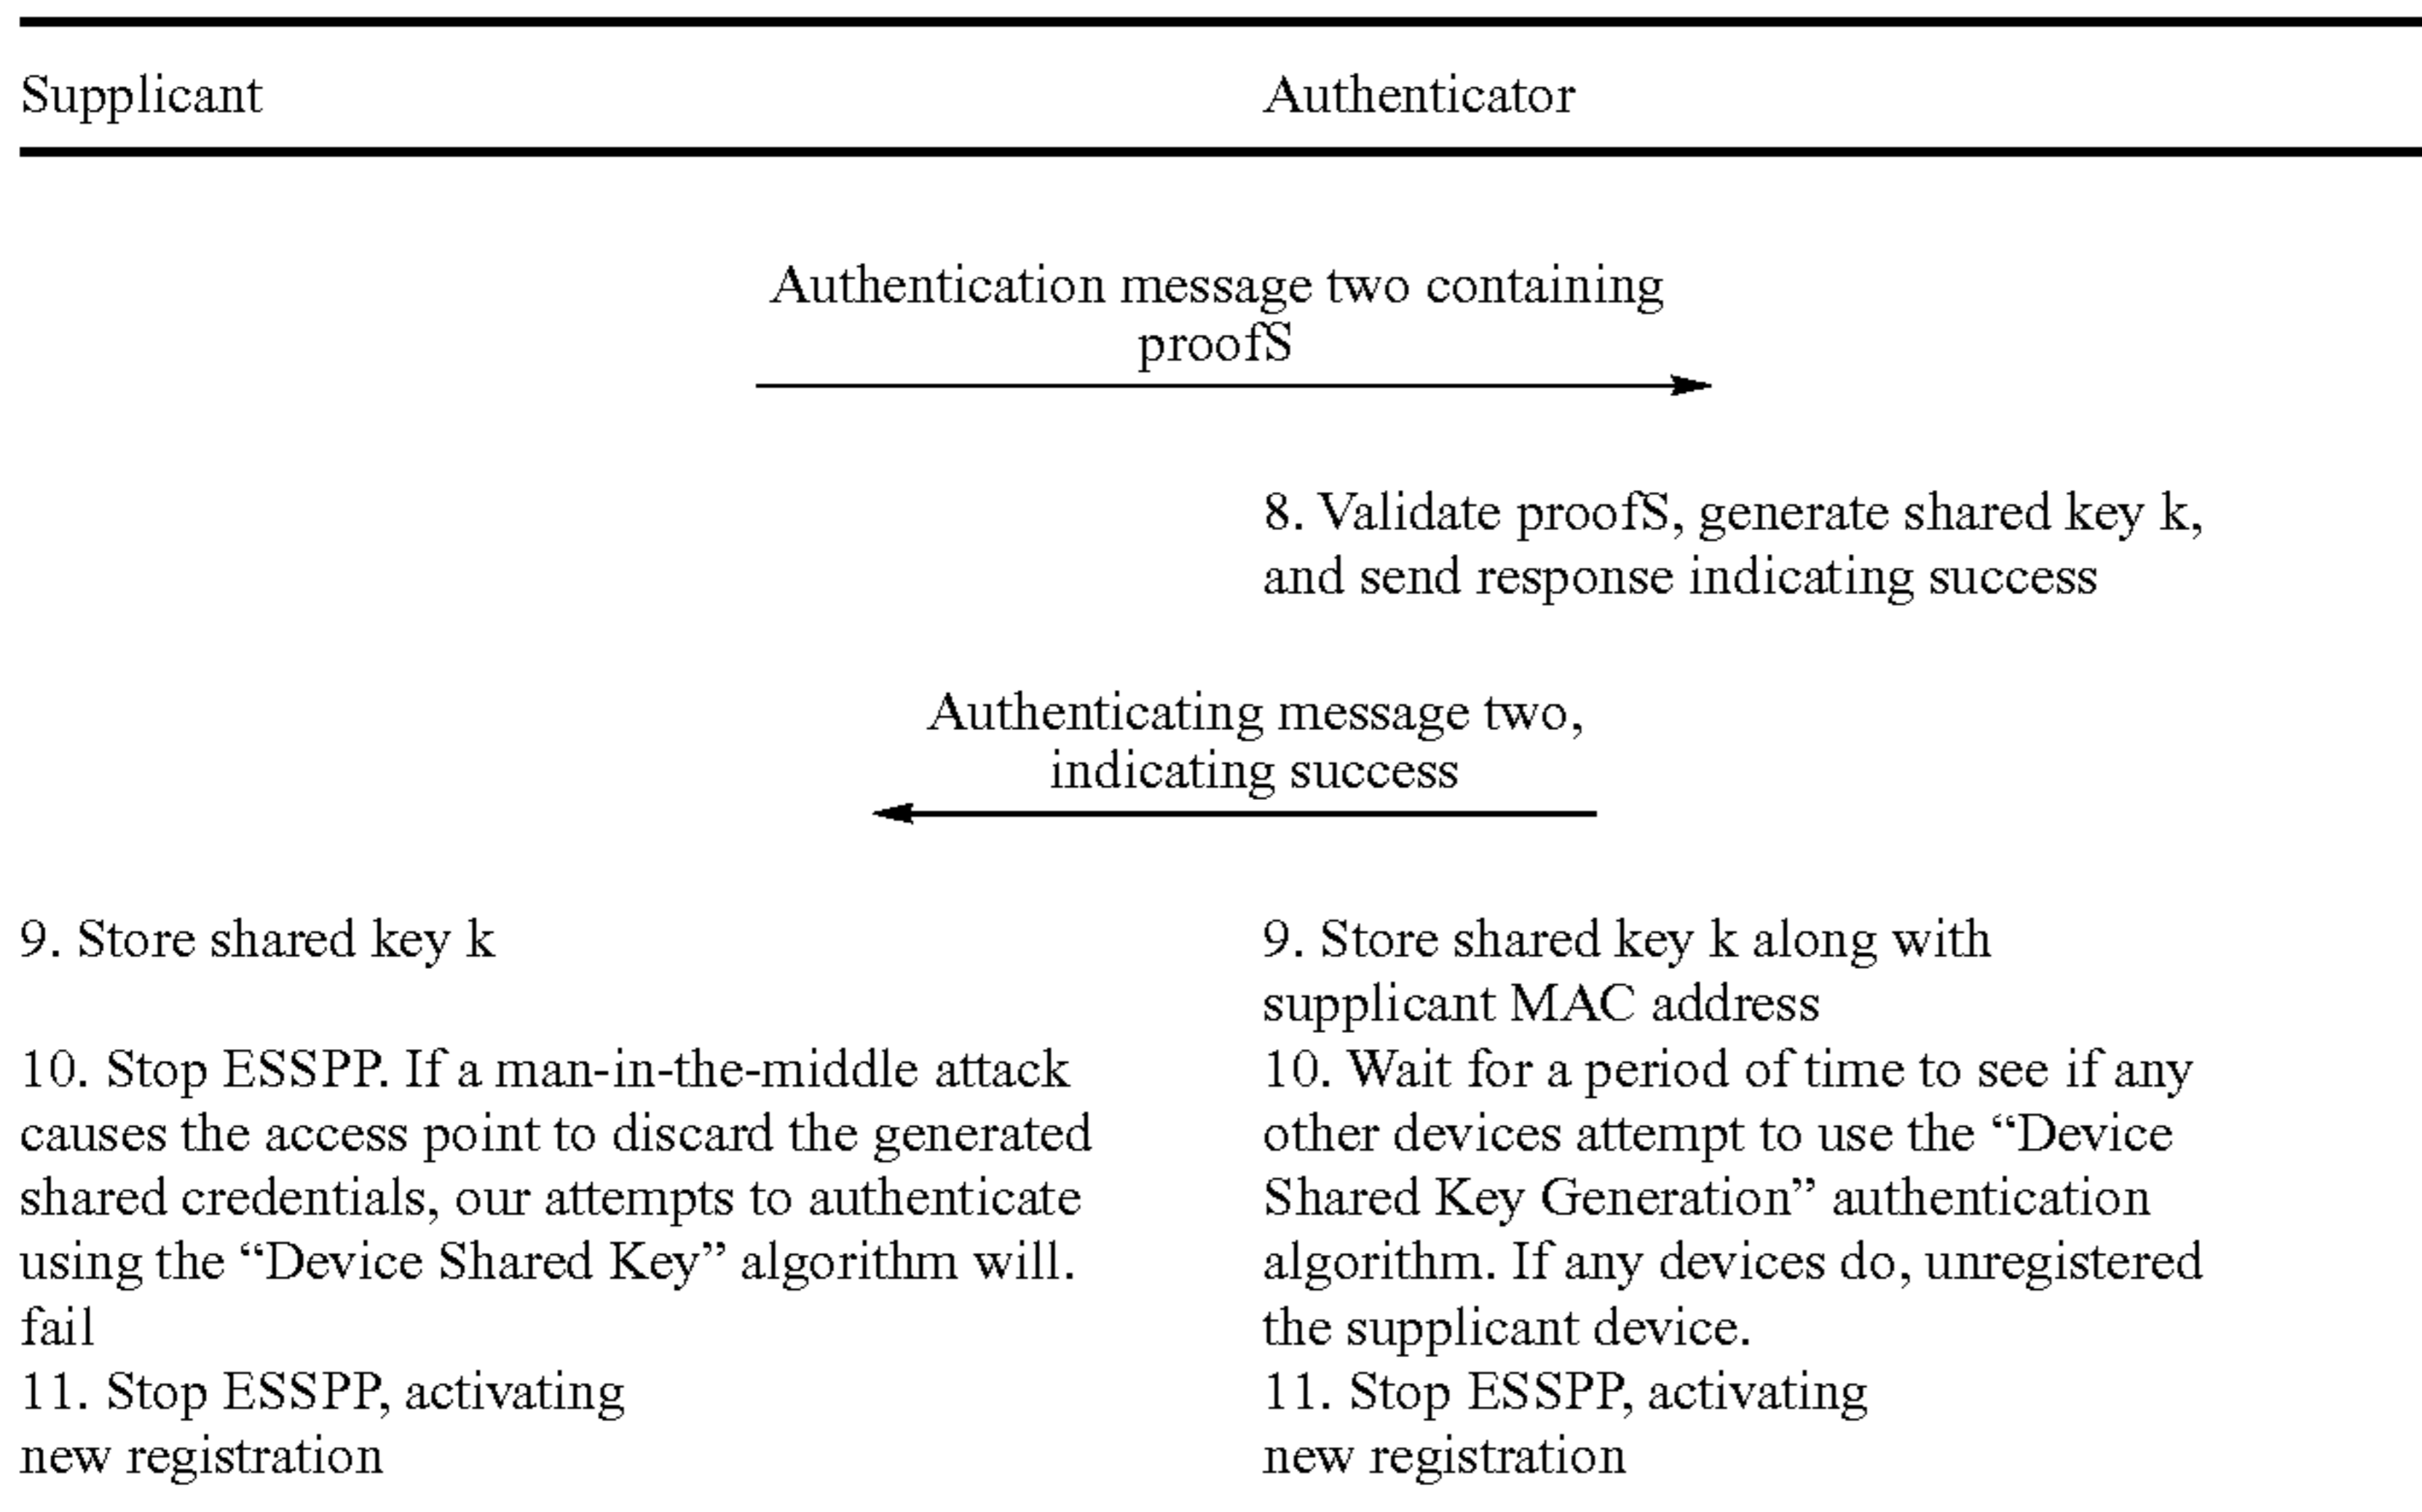 Supplicant
Authenticator
Authentication message two containing
proofS
8. Validate proofS, generate shared key k,
and send response indicating success
Authenticating message two,
indicating success
9. Store shared key k
9. Store shared key k along with
supplicant MAC address
10. Stop ESSPP. If a man-in-the-middle attack
causes the access point to discard the generated
shared credentials, our attempts to authenticate
using the “Device Shared Key” algorithm will.
fail
10. Wait for a period of time to see if any
other devices attempt to use the “Device
Shared Key Generation” authentication
algorithm. If any devices do, unregistered
the supplicant device.
11. Stop ESSPP, activating
new registration
11. Stop ESSPP, activating
new registration